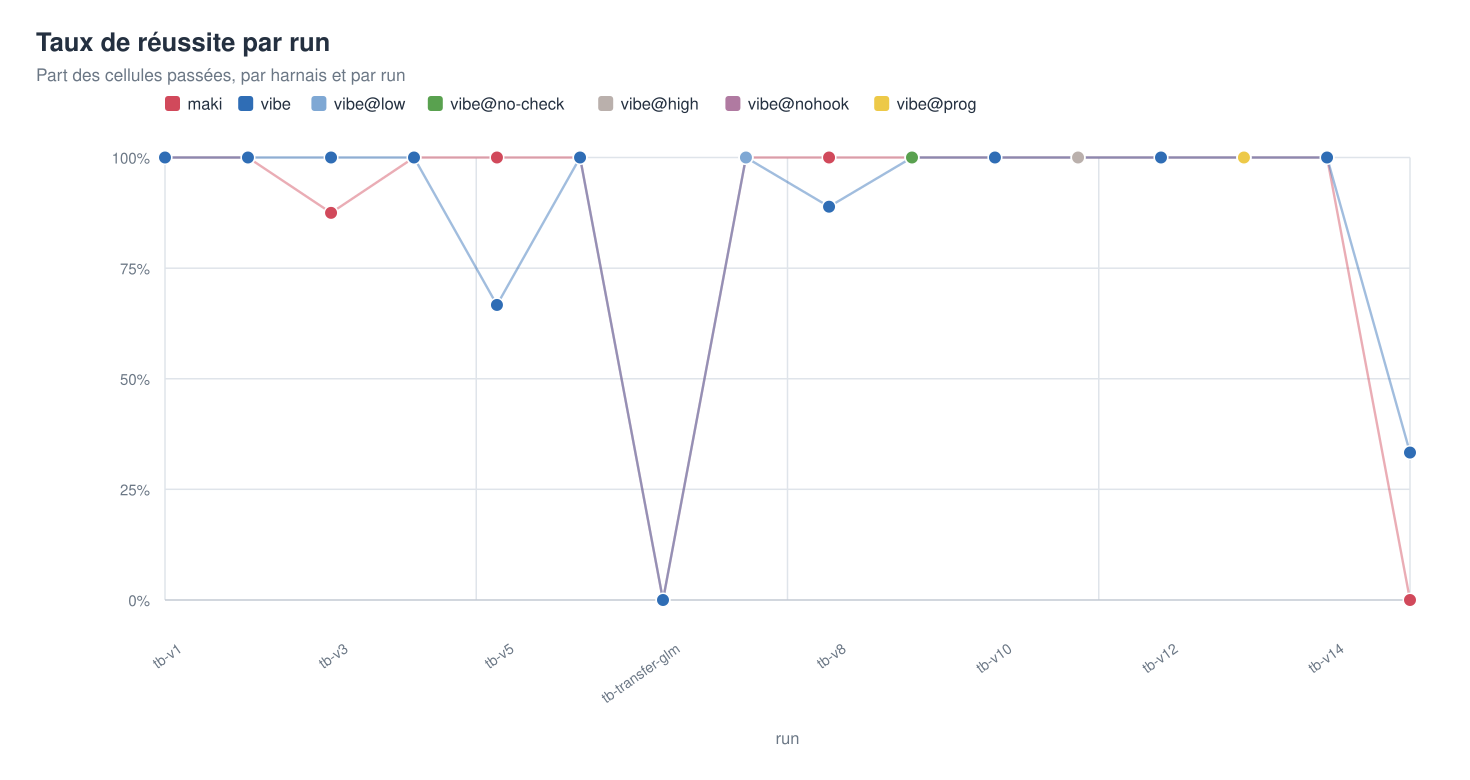 Taux de réussite par run
Part des cellules passées, par harnais et par run
maki vibe vibe@low vibe@no-check vibe@high vibe@nohook vibe@prog
100%
75%
50%
25%
0%
tb-v1 tb-v3 tb-v5 tb-transfer-glm tb-v8 tb-v10 tb-v12 tb-v14
run